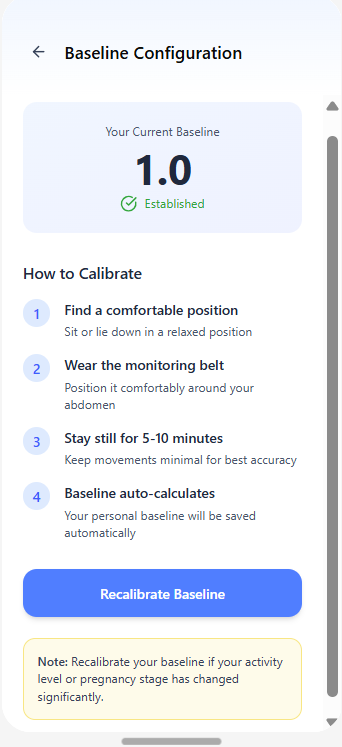 Baseline Configuration
Your Current Baseline
1.0
Established
How to Calibrate
1
Find a comfortable position
Sit or lie down in a relaxed position
2
Wear the monitoring belt
Position it comfortably around your
abdomen
3
Stay still for 5-10 minutes
Keep movements minimal for best accuracy
4
Baseline auto-calculates
Your personal baseline will be saved
automatically
Recalibrate Baseline
Note: Recalibrate your baseline if your activity
level or pregnancy stage has changed
significantly.